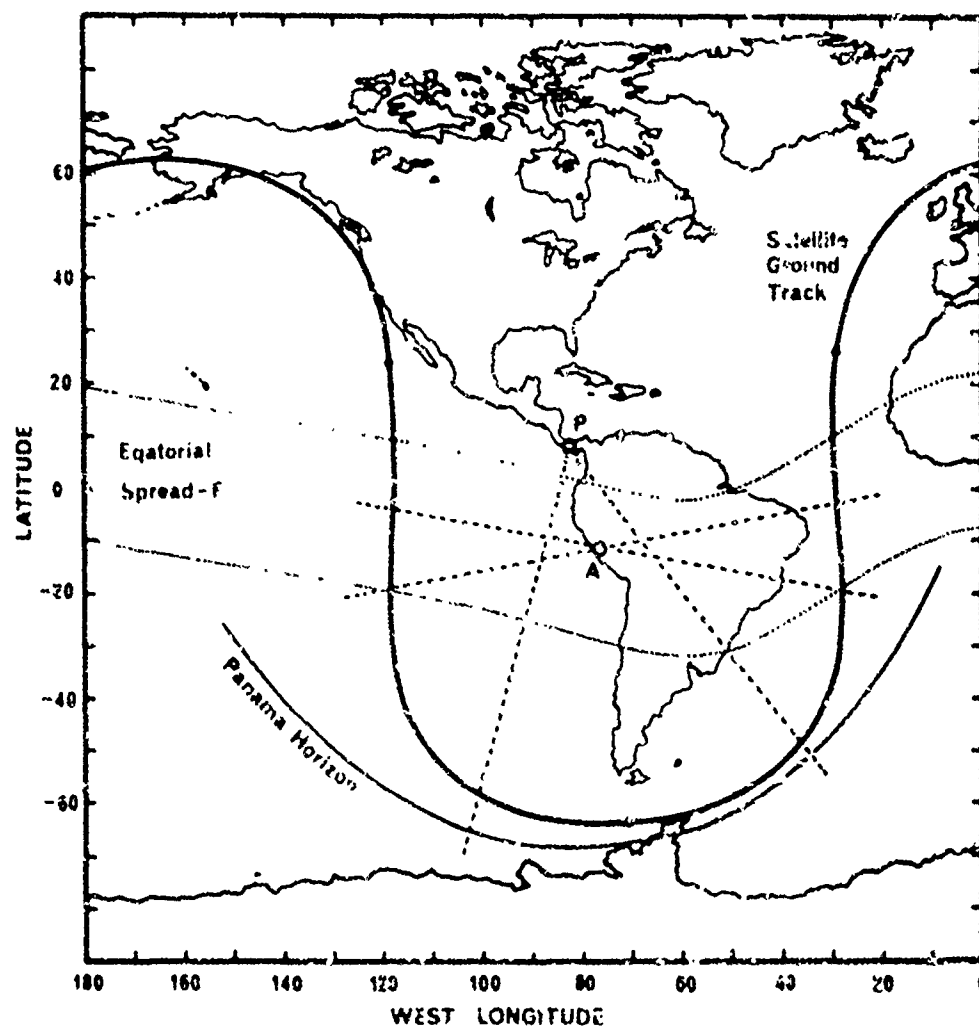 60
40
20
0
-20
-40
-60
LATITUDE
Satellite
Ground
Track
Eqatorial
Spread-F
P
A
Panama Horizon
180 160 140 120 100 80 60 40 20
WEST LONGITUDE